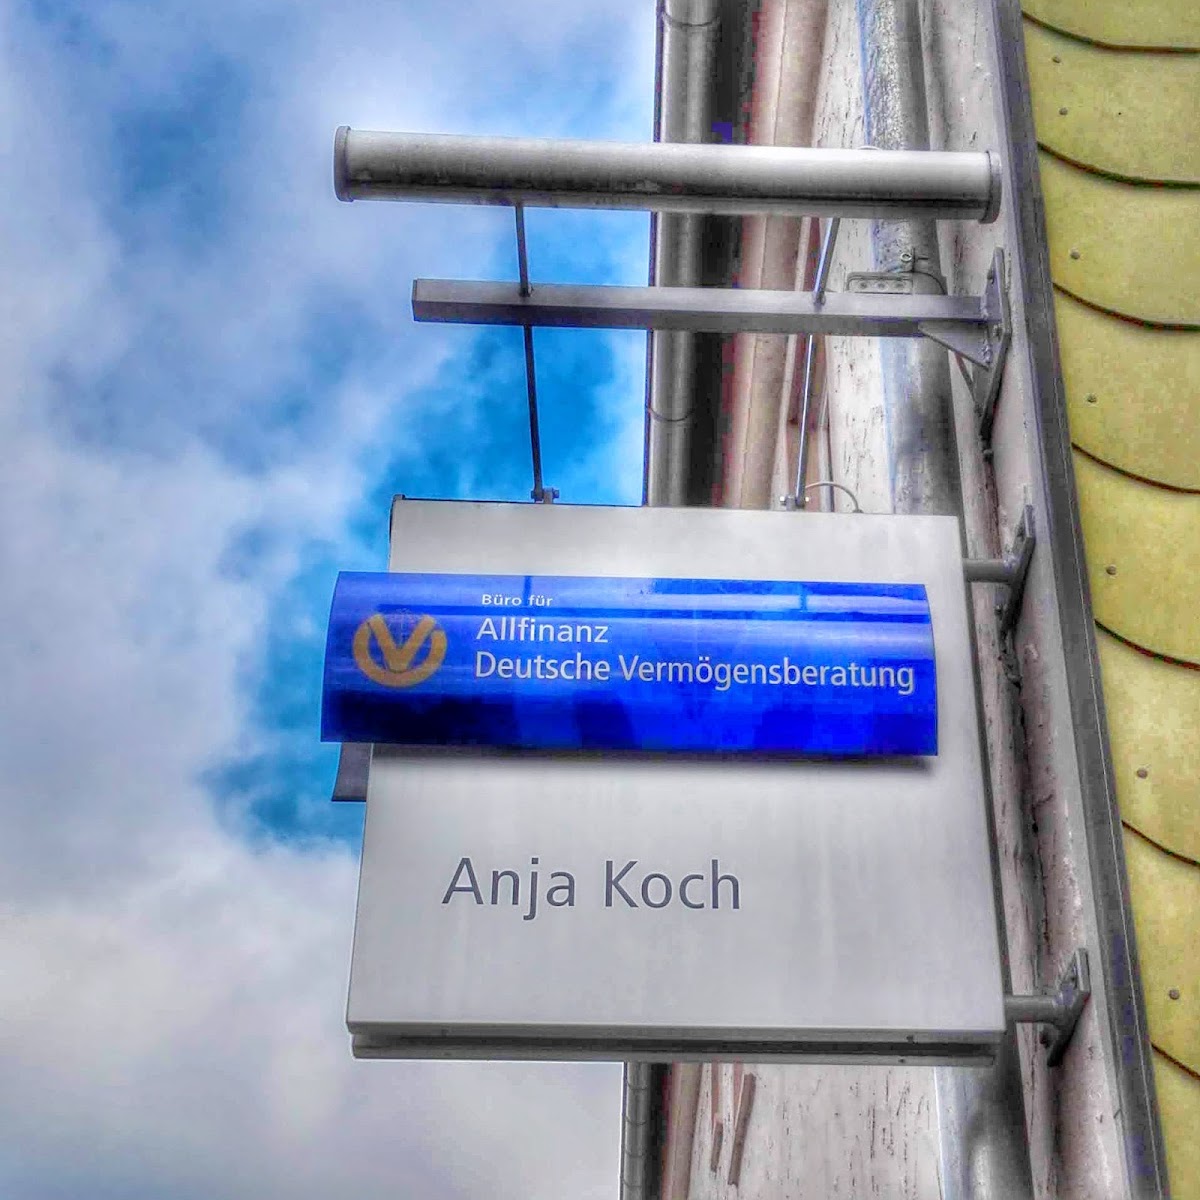 Büro für
Allfinanz
Deutsche Vermögensberatung
Anja Koch